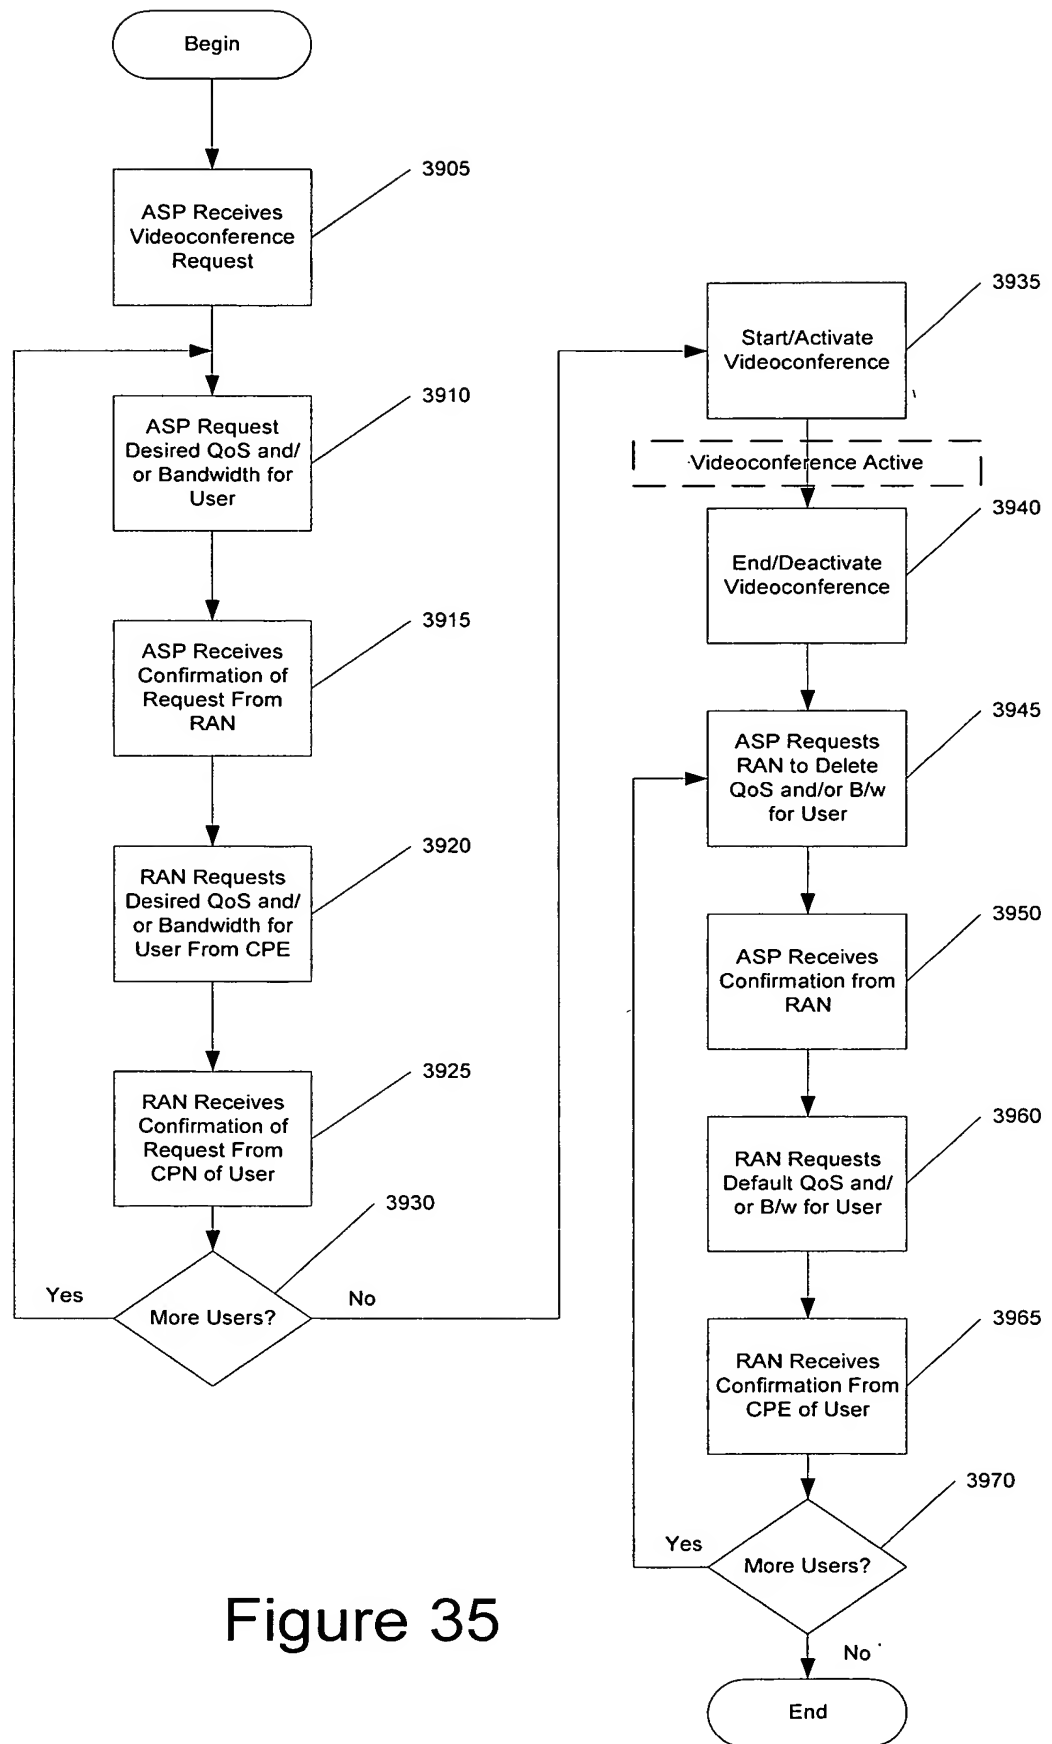 Begin
3905
ASP Receives
Videoconference
Request
3910
ASP Request
Desired QoS and/
or Bandwidth for
User
3915
ASP Receives
Confirmation of
Request From
RAN
3920
RAN Requests
Desired QoS and/
or Bandwidth for
User From CPE
3925
RAN Receives
Confirmation of
Request From
CPN of User
3930
More Users?
Yes
No
3935
Start/Activate
Videoconference
Videoconference Active
3940
End/Deactivate
Videoconference
3945
ASP Requests
RAN to Delete
QoS and/or B/w
for User
3950
ASP Receives
Confirmation from
RAN
3960
RAN Requests
Default QoS and/
or B/w for User
3965
RAN Receives
Confirmation From
CPE of User
3970
More Users?
Yes
No
End
Figure 35